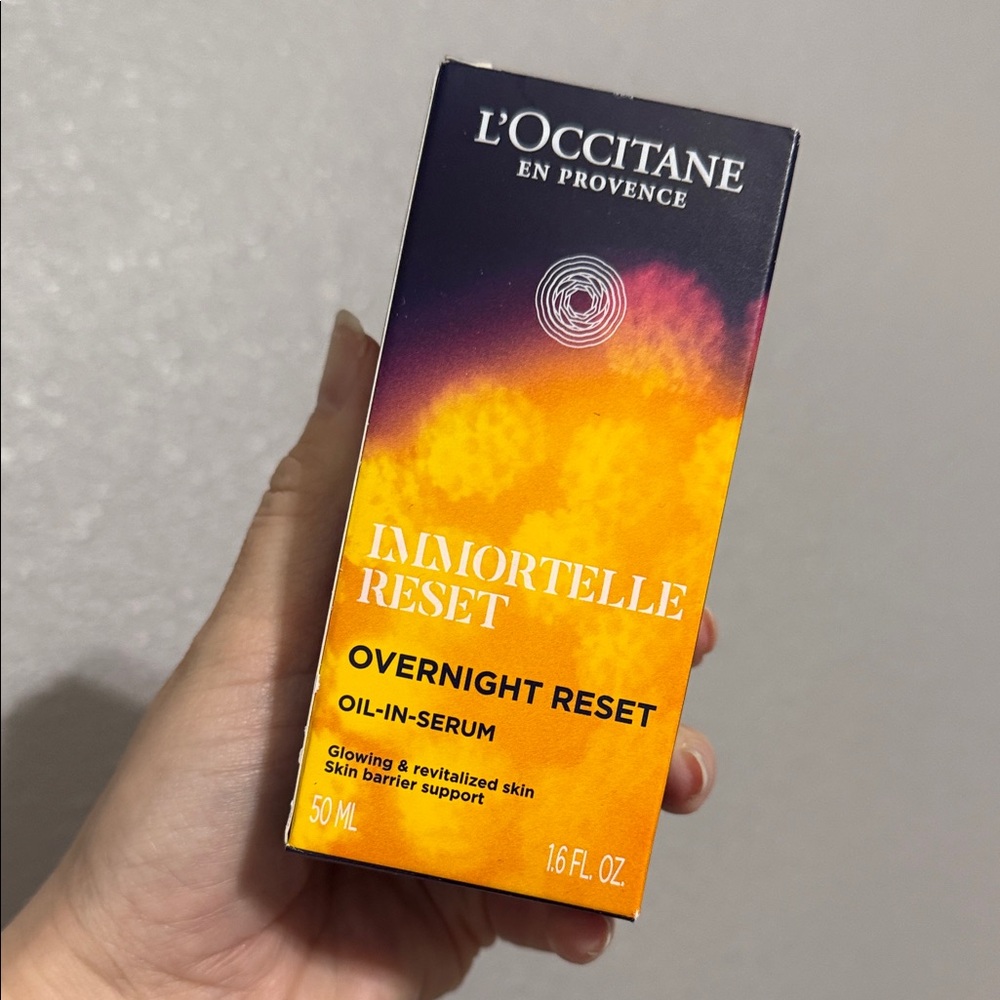 L'OCCITANE
EN PROVENCE
IMMORTELLE
RESET
OVERNIGHT RESET
OIL-IN-SERUM
Glowing & revitalized skin
Skin barrier support
50 ML
1.6 FL. OZ.